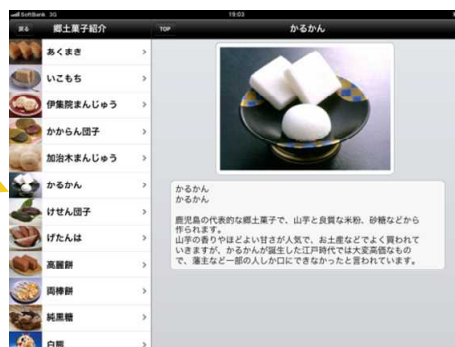 SoftBank 3G
19:03
戻る
郷土菓子紹介
TOP
かるかん
あくまき
いこもち
伊集院まんじゅう
かからん団子
加治木まんじゅう
かるかん
けせん団子
げたんは
高麗餅
両棒餅
純黒糖
白熊
かるかん
かるかん
鹿児島の代表的な郷土菓子で、山芋と良質な米粉、砂糖などから
作られます。
山芋の香りやほどよい甘さが人気で、お土産などでよく買われて
いきますが、かるかんが誕生した江戸時代では大変高価なもの
で、藩主など一部の人しか口にできなかったと言われています。